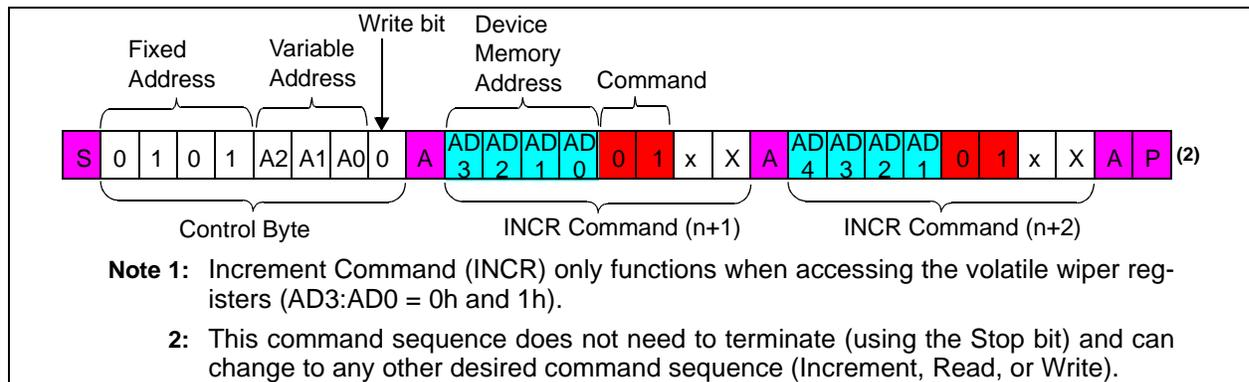 Write bit
Device
Memory
Address
Fixed
Address
Variable
Address
Command
S 0 1 0 1 A2 A1 A0 0 A AD3 AD2 AD1 AD0 0 1 x X A AD4 AD3 AD2 AD1 0 1 x X A P (2)
Control Byte INCR Command (n+1) INCR Command (n+2)
Note 1: Increment Command (INCR) only functions when accessing the volatile wiper reg-
isters (AD3:AD0 = 0h and 1h).
2: This command sequence does not need to terminate (using the Stop bit) and can
change to any other desired command sequence (Increment, Read, or Write).